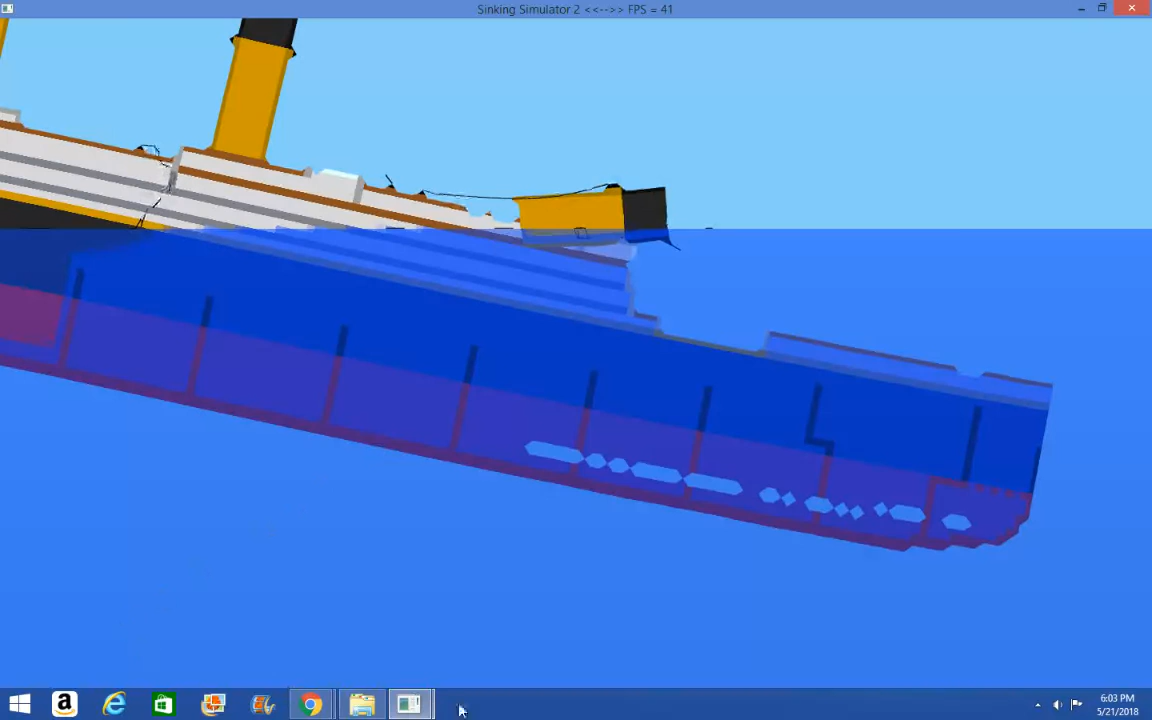 Sinking Simulator 2 <<-->> FPS = 41
6:03 PM
5/21/2018